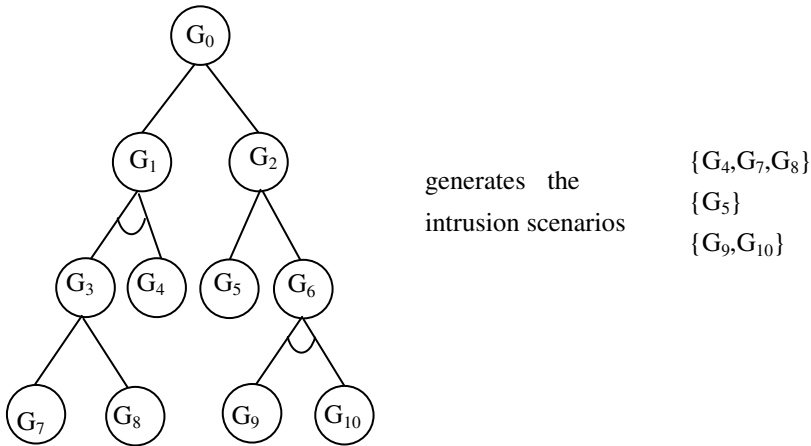 G₀
G₁
G₂
G₃
G₄
G₅
G₆
G₇
G₈
G₉
G₁₀
generates the
intrusion scenarios
{G₄,G₇,G₈}
{G₅}
{G₉,G₁₀}